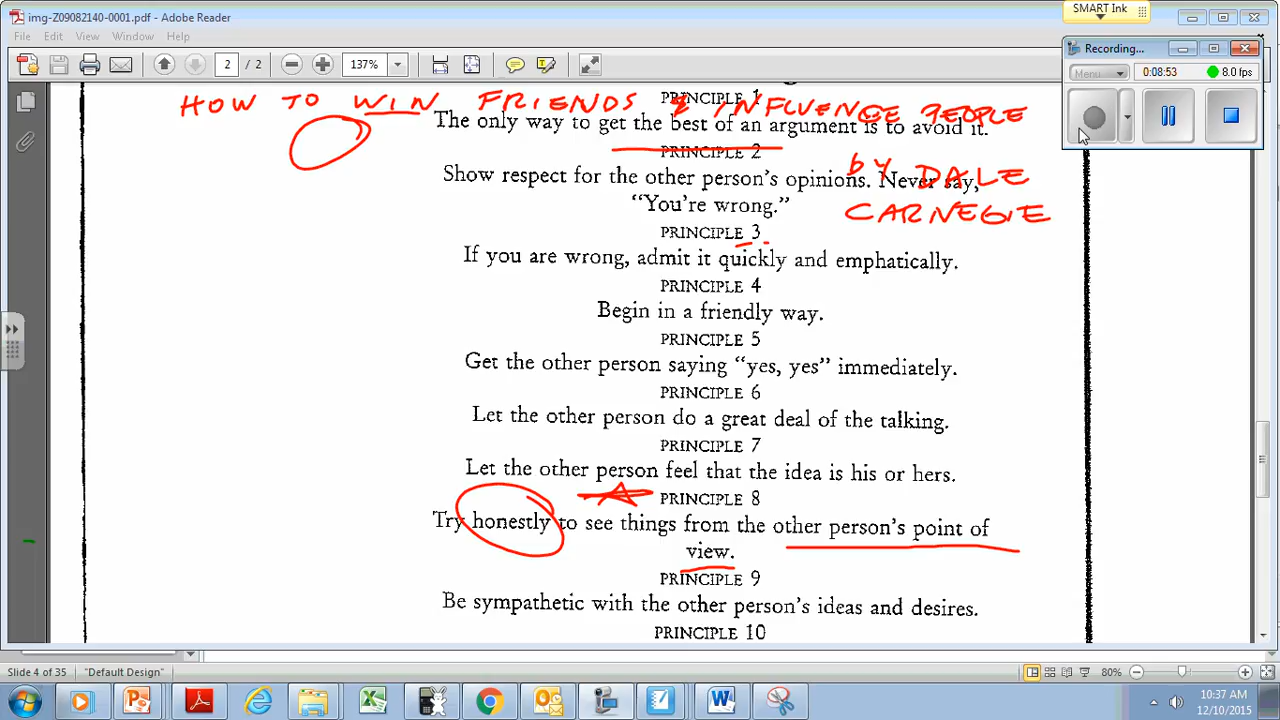 img-Z09082140-0001.pdf - Adobe Reader
SMART Ink
File Edit View Window Help
Recording...
2 / 2 137%
Menu 00:08:53 8.0 fps
PRINCIPLE 1
HOW TO WIN FRIENDS & INFLUENCE PEOPLE
The only way to get the best of an argument is to avoid it.
PRINCIPLE 2
by DALE
Show respect for the other person's opinions. Never say,
CARNEGIE
"You're wrong."
PRINCIPLE 3
If you are wrong, admit it quickly and emphatically.
PRINCIPLE 4
Begin in a friendly way.
PRINCIPLE 5
Get the other person saying "yes, yes" immediately.
PRINCIPLE 6
Let the other person do a great deal of the talking.
PRINCIPLE 7
Let the other person feel that the idea is his or hers.
PRINCIPLE 8
Try honestly to see things from the other person's point of
view.
PRINCIPLE 9
Be sympathetic with the other person's ideas and desires.
PRINCIPLE 10
Slide 4 of 35 "Default Design" 80%
10:37 AM
12/10/2015